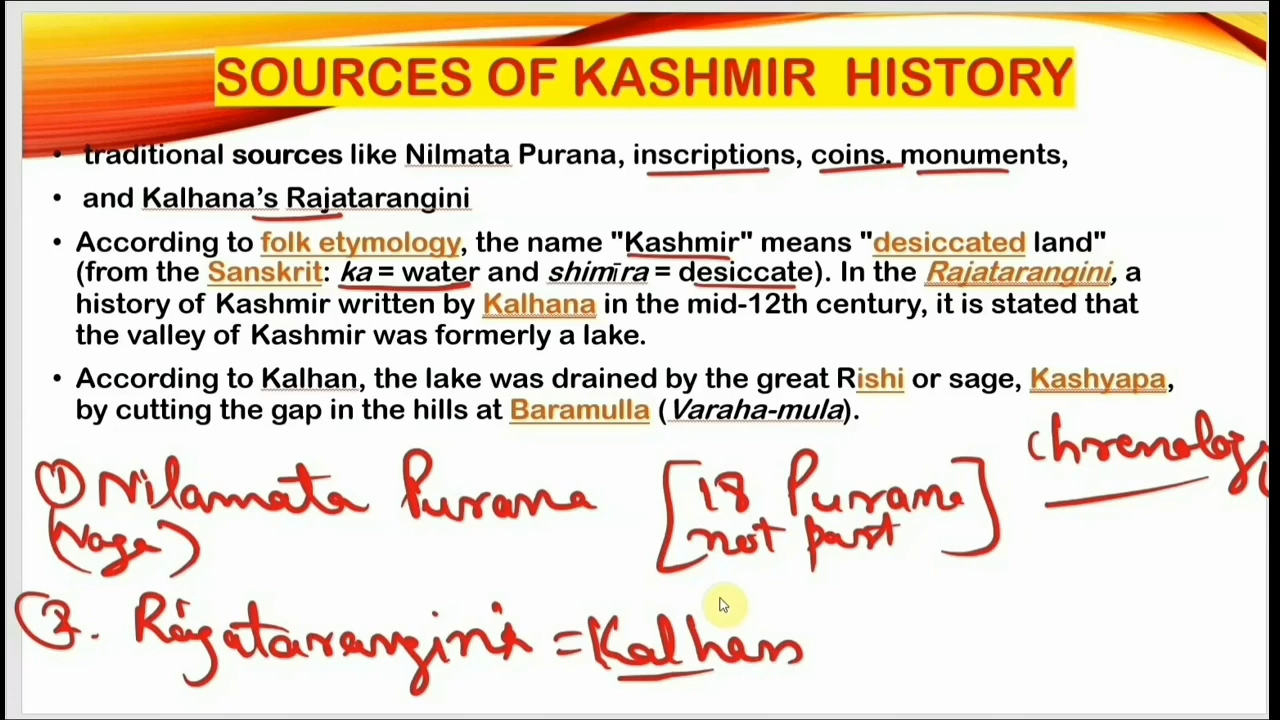 SOURCES OF KASHMIR HISTORY
• traditional sources like Nilmata Purana, inscriptions, coins, monuments,
• and Kalhana's Rajatarangini
• According to folk etymology, the name "Kashmir" means "desiccated land"
(from the Sanskrit: ka = water and shimīra = desiccate). In the Rajatarangini, a
history of Kashmir written by Kalhana in the mid-12th century, it is stated that
the valley of Kashmir was formerly a lake.
• According to Kalhan, the lake was drained by the great Rishi or sage, Kashyapa,
by cutting the gap in the hills at Baramulla (Varaha-mula).
chrenology
① Nilamata Purana [18 Purana
(Naga) not part]
②. Rajatarangini = Kalhan